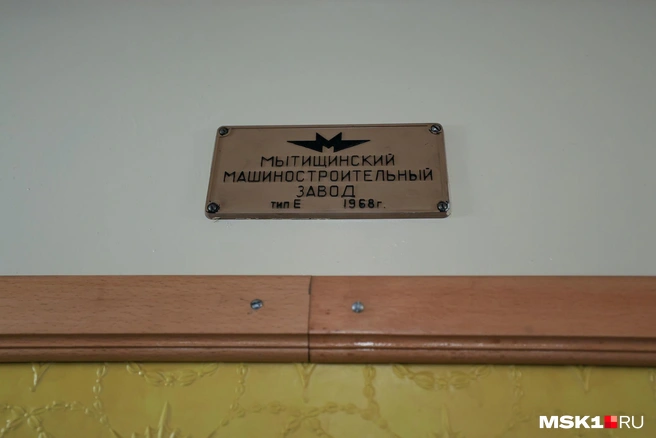 М
МЫТИЩИНСКИЙ
МАШИНОСТРОИТЕЛЬНЫЙ
ЗАВОД
тип Е 1968г.
MSK1.RU